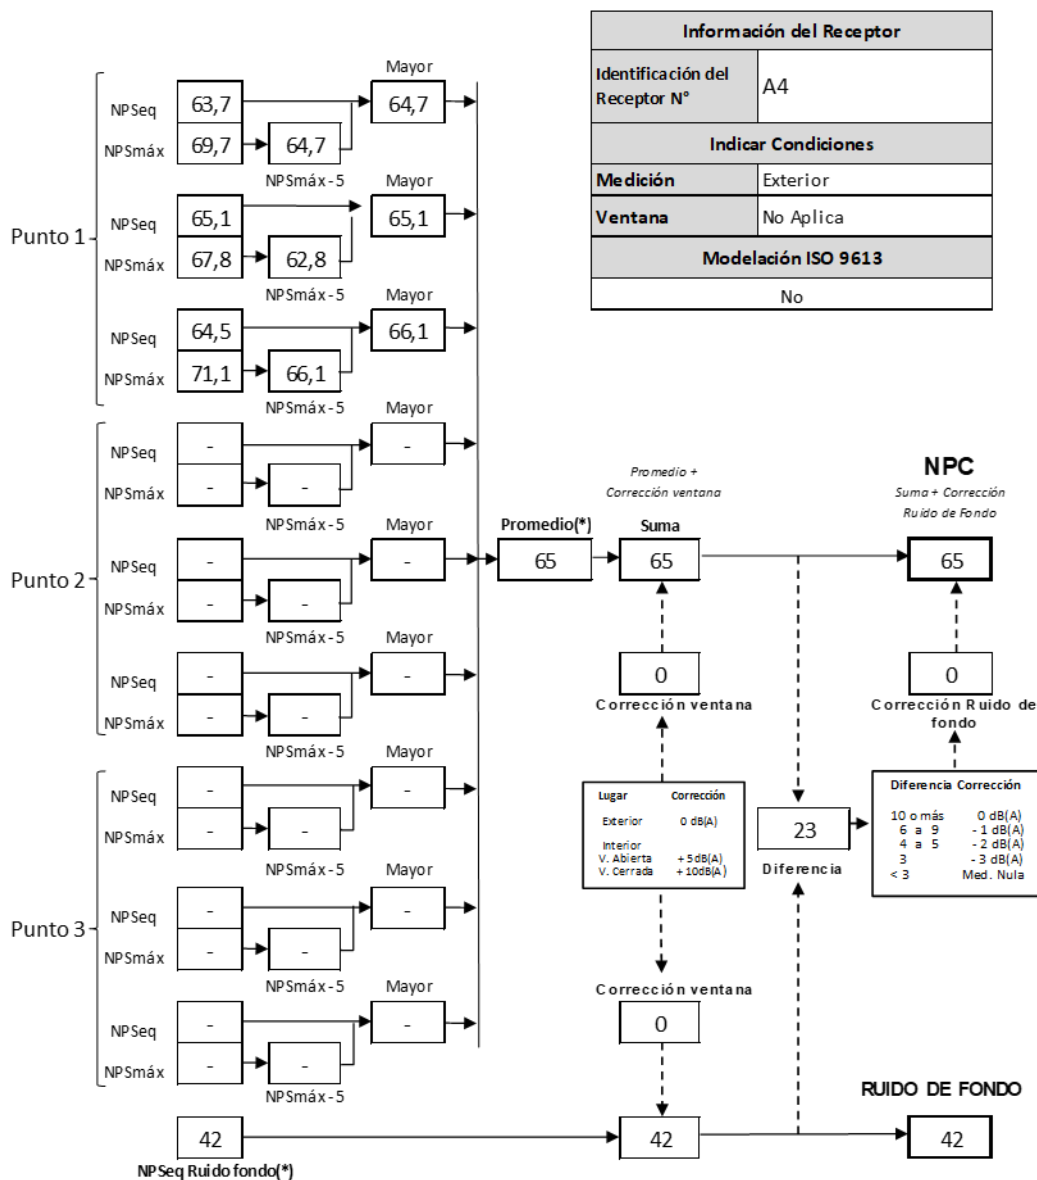 Información del Receptor
Identificación del Receptor N° A4
Indicar Condiciones
Medición Exterior
Ventana No Aplica
Modelación ISO 9613
No
Punto 1
Mayor
NPSeq 63,7 64,7
NPSmáx 69,7 64,7
NPSmáx - 5
Mayor
NPSeq 65,1 65,1
NPSmáx 67,8 62,8
NPSmáx - 5
Mayor
NPSeq 64,5 66,1
NPSmáx 71,1 66,1
NPSmáx - 5
Punto 2
Mayor
NPSeq - -
NPSmáx - -
NPSmáx - 5
Mayor
NPSeq - -
NPSmáx - -
NPSmáx - 5
Mayor
NPSeq - -
NPSmáx - -
NPSmáx - 5
Punto 3
Mayor
NPSeq - -
NPSmáx - -
NPSmáx - 5
Mayor
NPSeq - -
NPSmáx - -
NPSmáx - 5
Mayor
NPSeq - -
NPSmáx - -
NPSmáx - 5
Promedio(*)
65
Promedio +
Corrección ventana
Suma
65
0
Corrección ventana
Lugar Corrección
Exterior 0 dB(A)
Interior
V. Abierta + 5dB(A)
V. Cerrada + 10dB(A)
Corrección ventana
0
NPC
Suma + Corrección
Ruido de Fondo
65
0
Corrección Ruido de
fondo
23
Diferencia
Diferencia Corrección
10 o más 0 dB(A)
6 a 9 - 1 dB(A)
4 a 5 - 2 dB(A)
3 - 3 dB(A)
< 3 Med. Nula
RUIDO DE FONDO
42 42 42
NPSeq Ruido fondo(*)